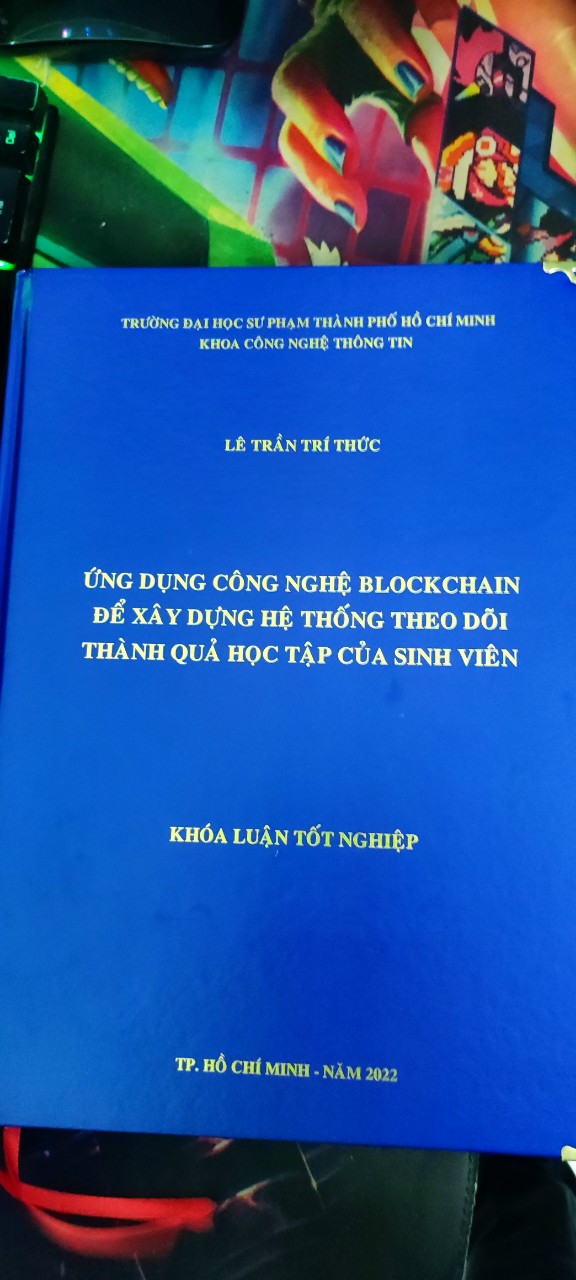 TRƯỜNG ĐẠI HỌC SƯ PHẠM THÀNH PHỐ HỒ CHÍ MINH
KHOA CÔNG NGHỆ THÔNG TIN
LÊ TRẦN TRÍ THỨC
ỨNG DỤNG CÔNG NGHỆ BLOCKCHAIN
ĐỂ XÂY DỰNG HỆ THỐNG THEO DÕI
THÀNH QUẢ HỌC TẬP CỦA SINH VIÊN
KHÓA LUẬN TỐT NGHIỆP
TP. HỒ CHÍ MINH - NĂM 2022